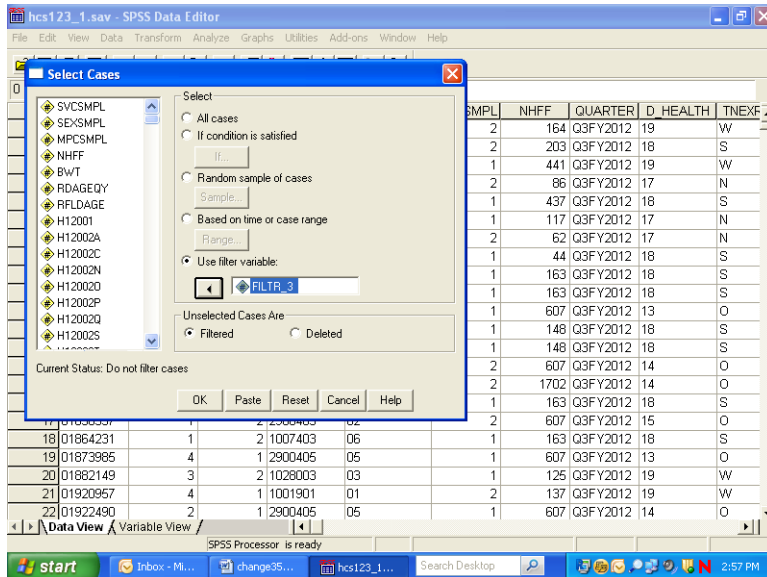 hcs123_1.sav - SPSS Data Editor
File Edit View Data Transform Analyze Graphs Utilities Add-ons Window Help
Select Cases
SVCSMPL
SEXSMPL
MPCSMPL
NHFF
BWT
RDAGEQY
RFLDAGE
H12001
H12002A
H12002C
H12002N
H12002O
H12002P
H12002Q
H12002S
Select
All cases
If condition is satisfied
If...
Random sample of cases
Sample...
Based on time or case range
Range...
Use filter variable:
FILTR_3
Unselected Cases Are
Filtered Deleted
Current Status: Do not filter cases
OK Paste Reset Cancel Help
SMPL NHFF QUARTER D_HEALTH TNEXR
2 164 Q3FY2012 19 W
2 203 Q3FY2012 18 S
1 441 Q3FY2012 19 W
2 86 Q3FY2012 17 N
1 437 Q3FY2012 18 S
1 117 Q3FY2012 17 N
2 62 Q3FY2012 17 N
1 44 Q3FY2012 18 S
1 163 Q3FY2012 18 S
1 163 Q3FY2012 18 S
1 607 Q3FY2012 13 O
1 148 Q3FY2012 18 S
1 148 Q3FY2012 18 S
2 607 Q3FY2012 14 O
2 1702 Q3FY2012 14 O
1 163 Q3FY2012 18 S
2 607 Q3FY2012 15 O
18 01864231 1 2 1007403 06 1 163 Q3FY2012 18 S
19 01873985 4 1 2900405 05 1 607 Q3FY2012 13 O
20 01882149 3 2 1028003 03 1 125 Q3FY2012 19 W
21 01920957 4 1 1001901 01 2 137 Q3FY2012 19 W
22 01922490 2 1 2900405 05 1 607 Q3FY2012 14 O
Data View Variable View
SPSS Processor is ready
start Inbox - Mi... change35... hcs123_1... Search Desktop N 2:57 PM